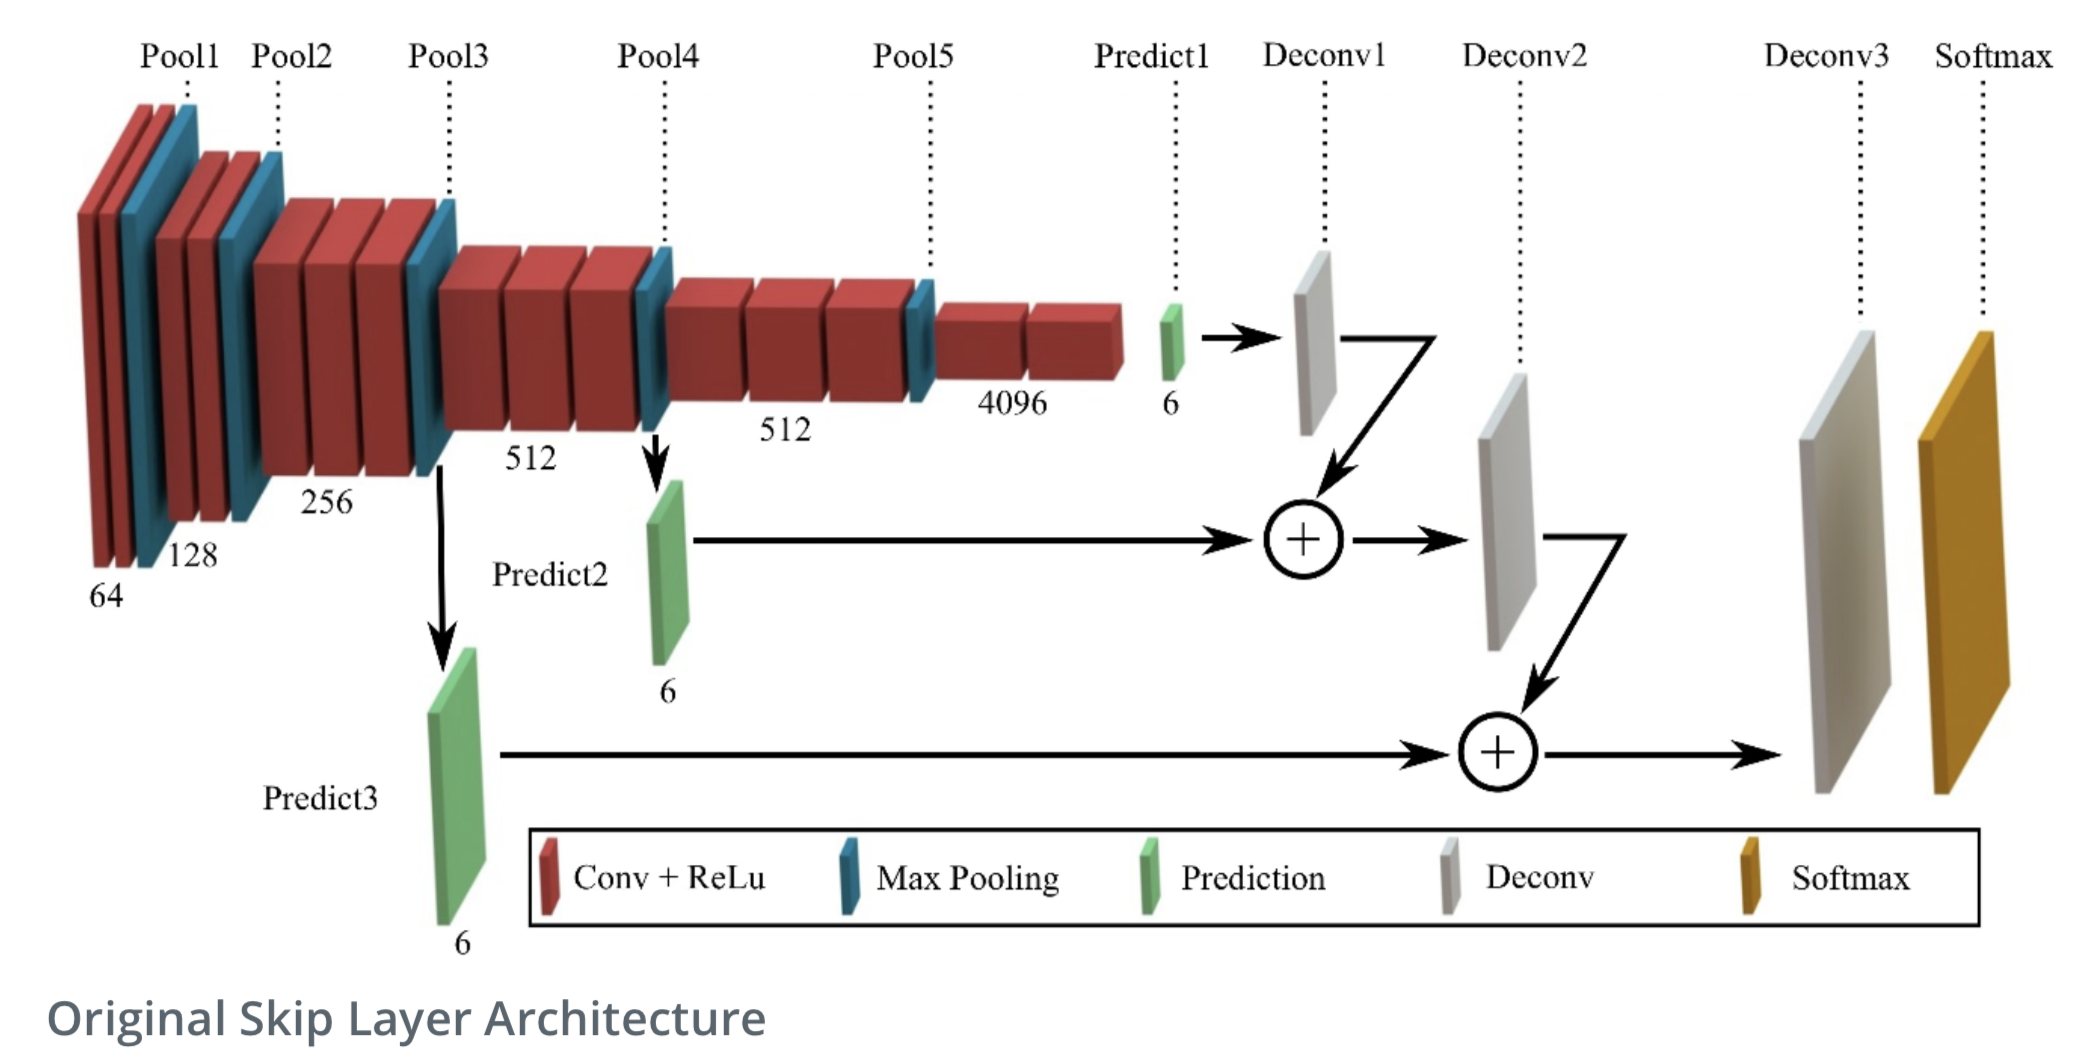 Pool1 Pool2 Pool3 Pool4 Pool5 Predict1 Deconv1 Deconv2 Deconv3 Softmax
4096
6
512
512
256
128
64
Predict2
6
Predict3
6
+
+
Conv + ReLu Max Pooling Prediction Deconv Softmax
Original Skip Layer Architecture